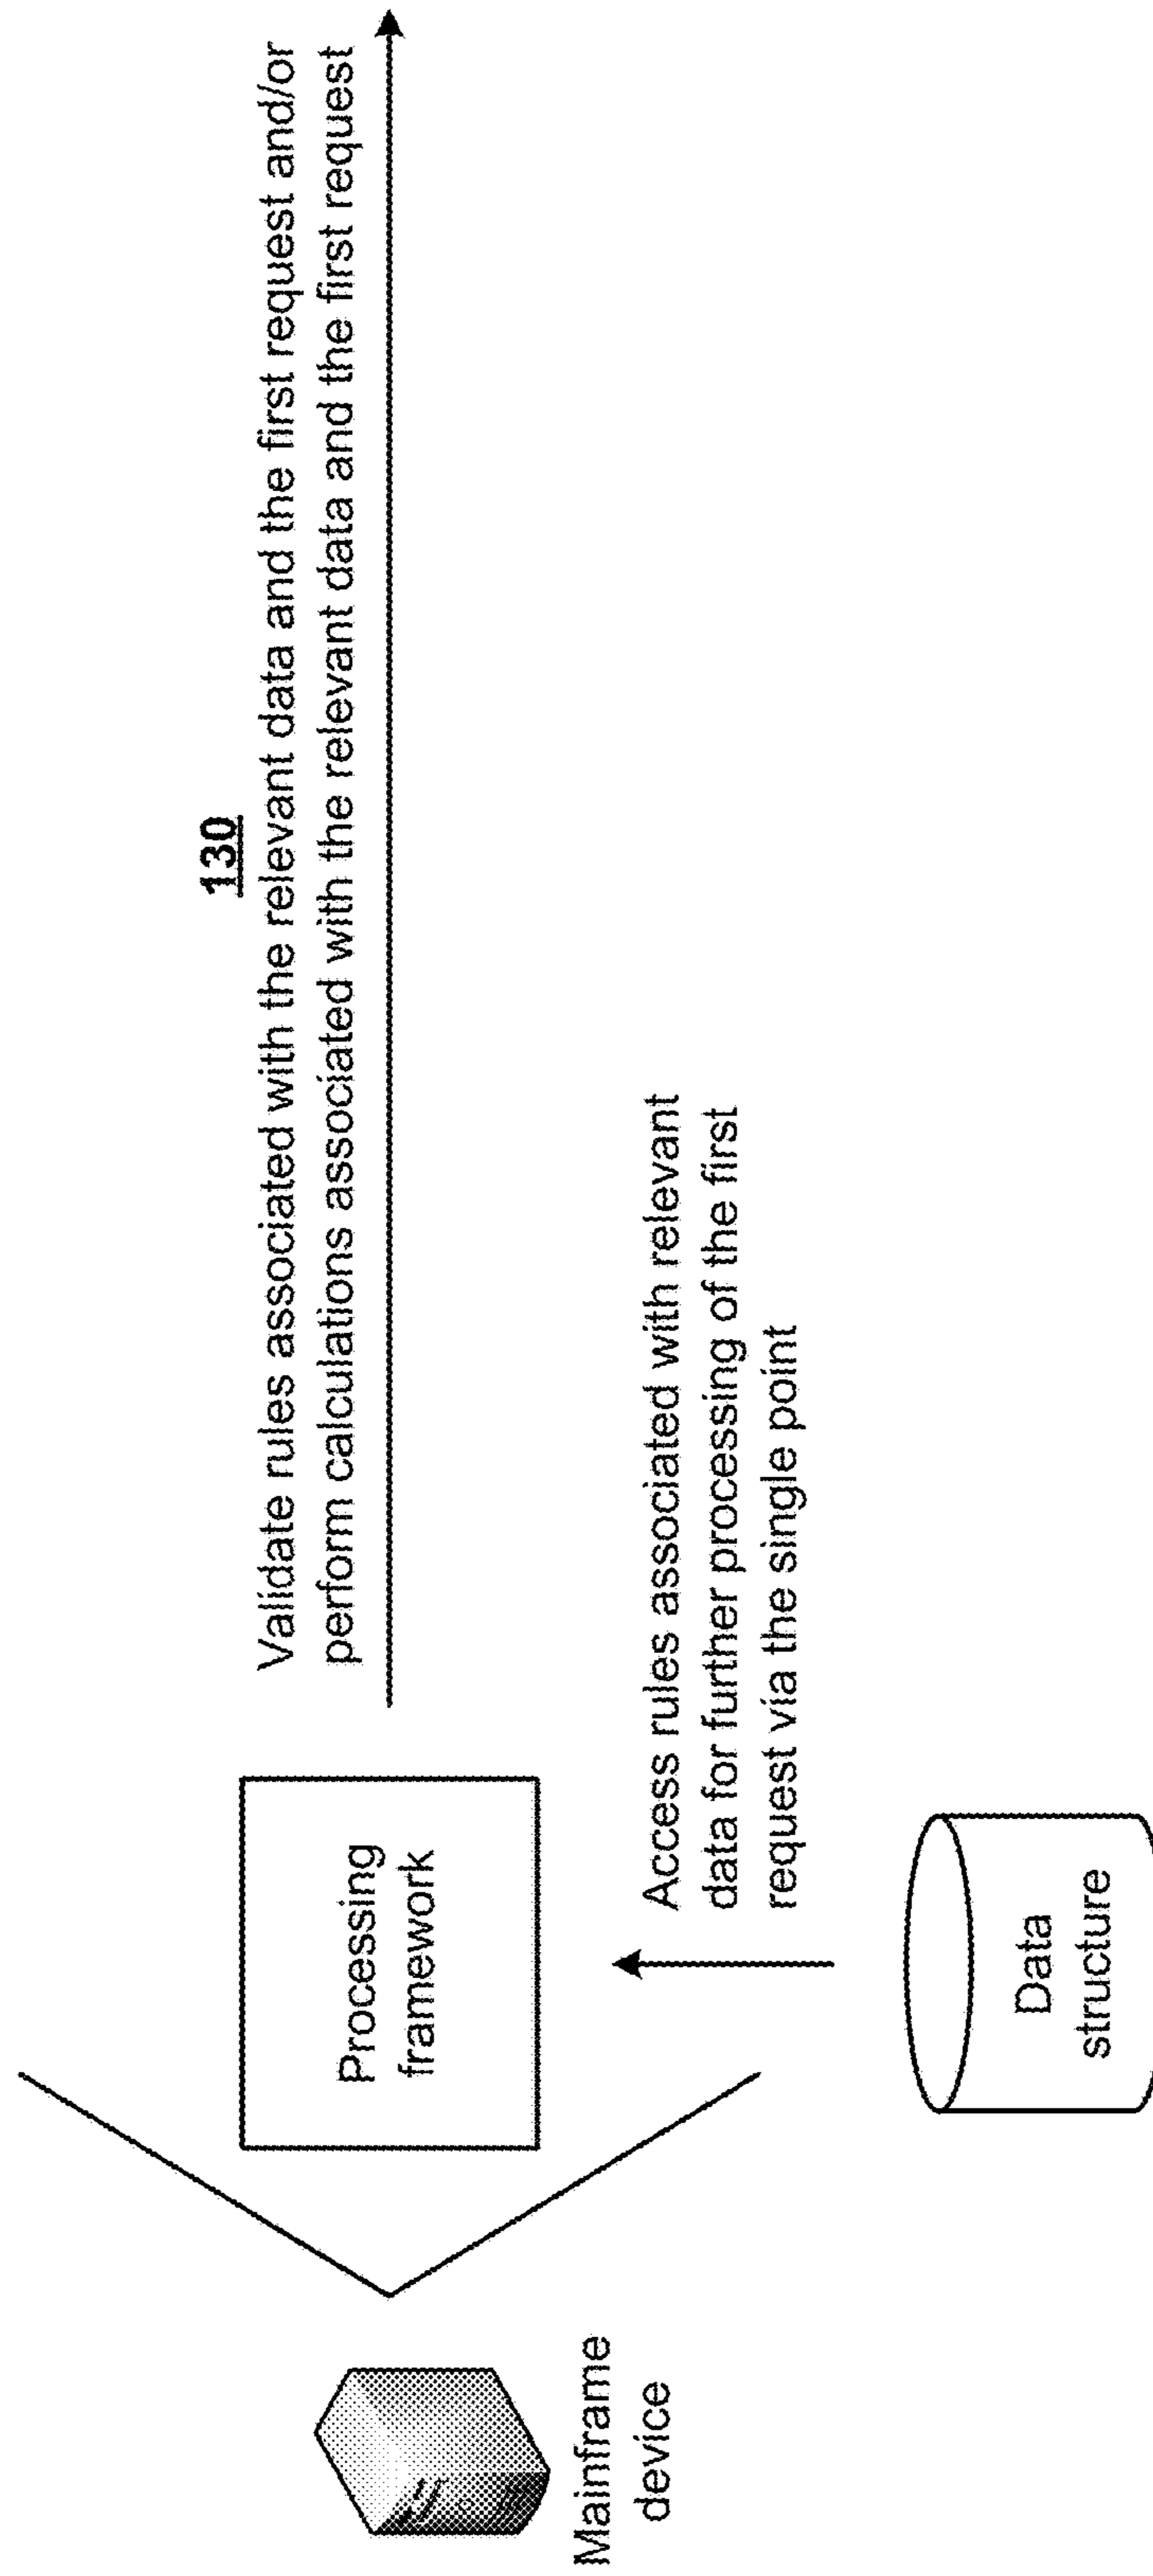 130
Validate rules associated with the relevant data and the first request and/or
perform calculations associated with the relevant data and the first request
Processing
framework
Access rules associated with relevant
data for further processing of the first
request via the single point
Mainframe
device
Data
structure